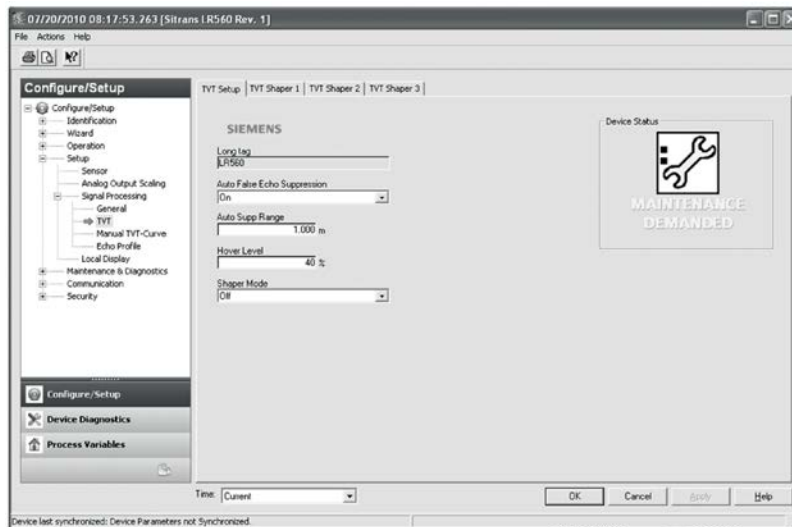 07/20/2010 08:17:53.763 [Sitrans LR560 Rev. 1]
File Actions Help
Configure/Setup
Configure/Setup
Identification
Wizard
Operation
Setup
Sensor
Analog Output Scaling
Signal Processing
General
TVT
Manual TVT-Curve
Echo Profile
Local Display
Maintenance & Diagnostics
Communication
Security
Configure/Setup
Device Diagnostics
Process Variables
TVT Setup TVT Shaper 1 TVT Shaper 2 TVT Shaper 3
SIEMENS
Long tag
LR560
Auto False Echo Suppression
On
Auto Supp Range
1.000 m
Hover Level
40 %
Shaper Mode
Off
Device Status
MAINTENANCE
DEMANDED
Time: Current
OK Cancel Apply Help
Device last synchronized: Device Parameters not Synchronized.